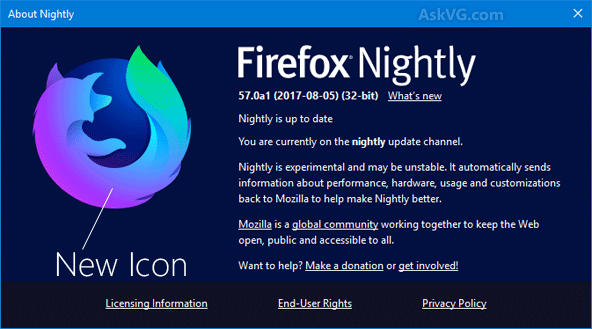 About Nightly
AskVG.com
Firefox Nightly
57.0a1 (2017-08-05) (32-bit) What's new
Nightly is up to date
You are currently on the nightly update channel.
Nightly is experimental and may be unstable. It automatically sends
information about performance, hardware, usage and customizations
back to Mozilla to help make Nightly better.
Mozilla is a global community working together to keep the Web
open, public and accessible to all.
Want to help? Make a donation or get involved!
New Icon
Licensing Information End-User Rights Privacy Policy